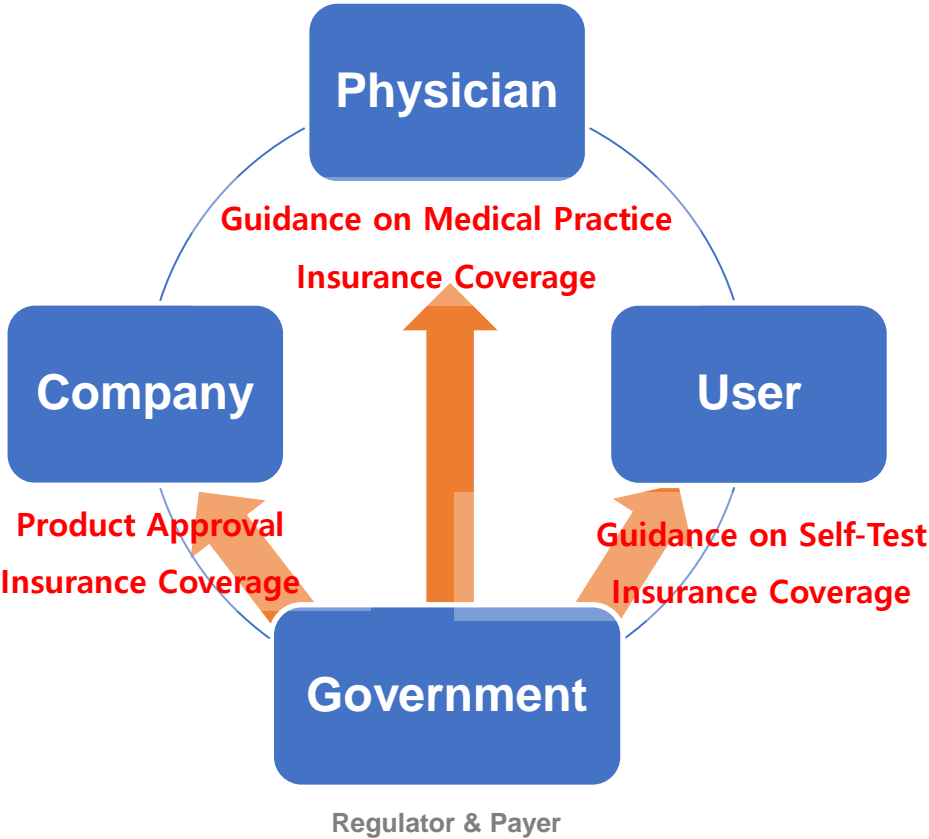 Physician
Guidance on Medical Practice
Insurance Coverage
Company
User
Product Approval
Insurance Coverage
Guidance on Self-Test
Insurance Coverage
Government
Regulator & Payer